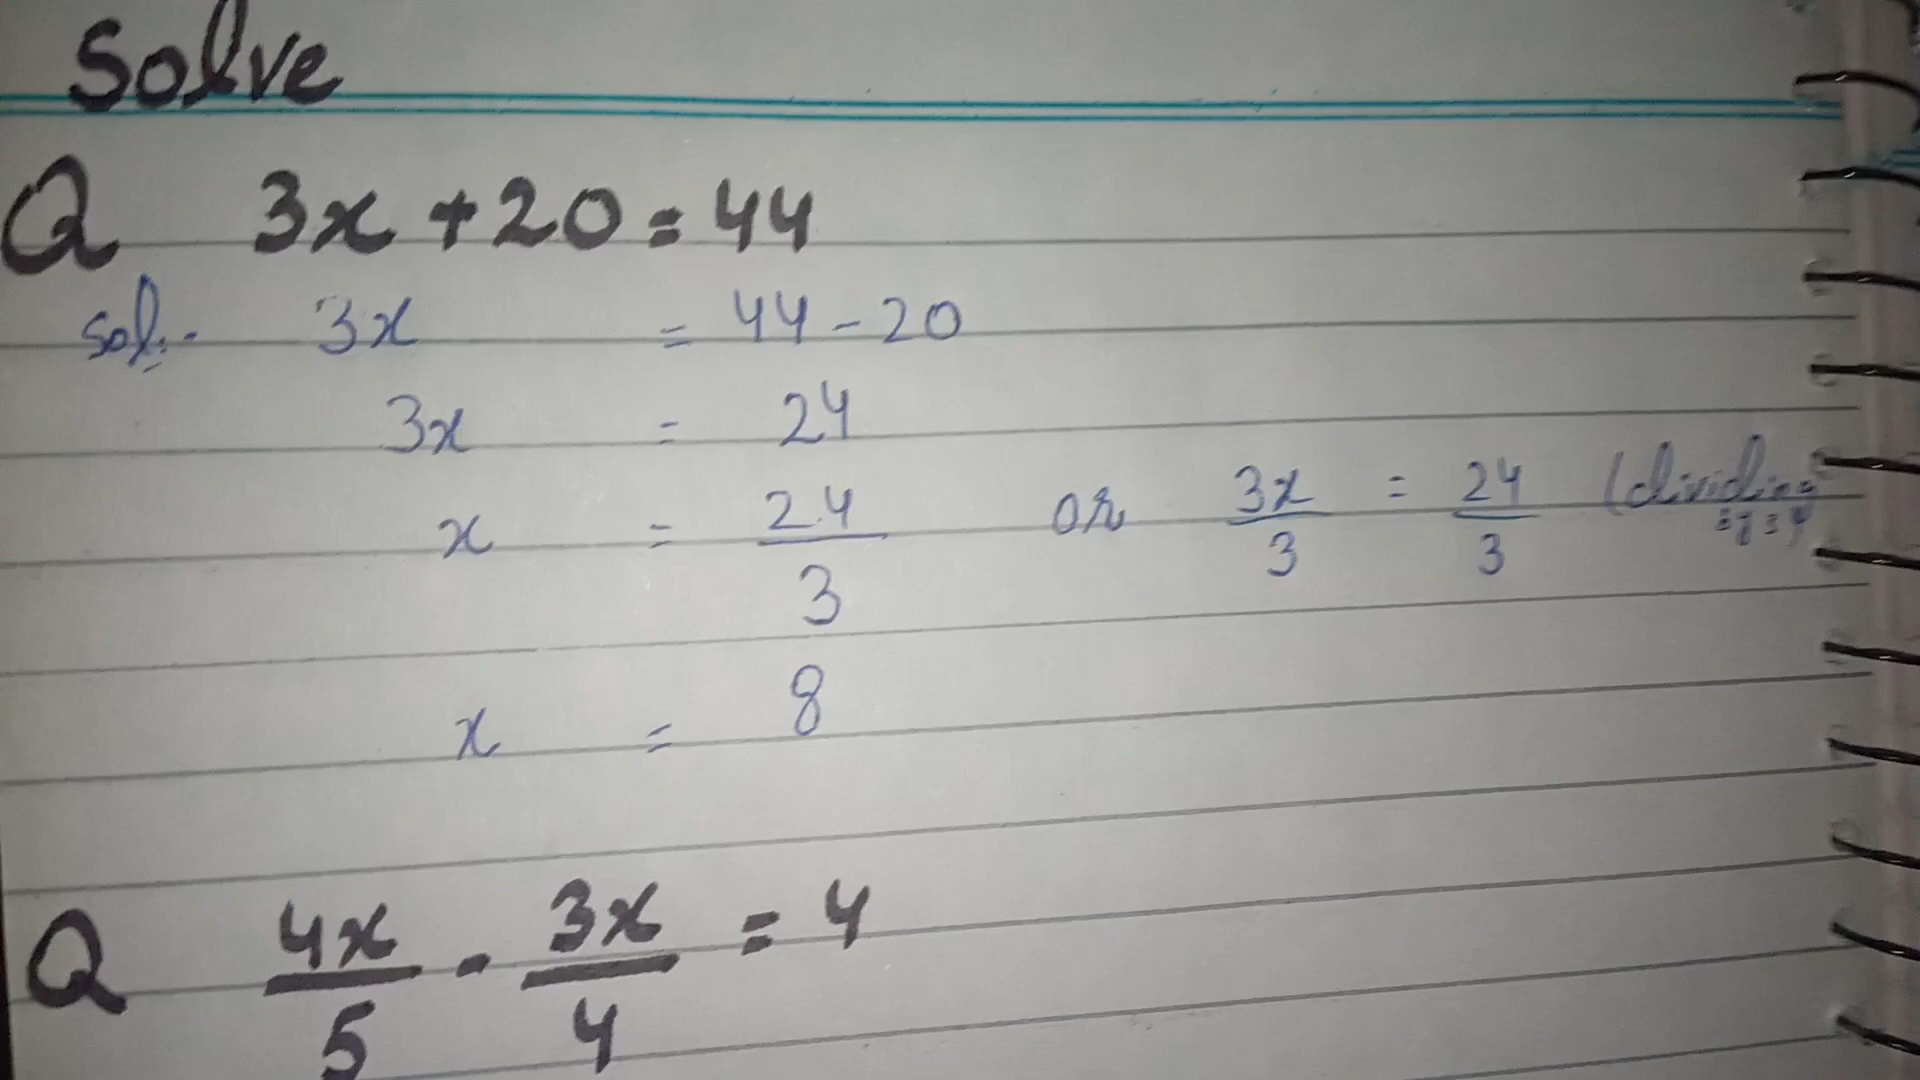 Solve
Q 3x + 20 = 44
Sol:- 3x = 44 - 20
3x = 24
x = 24/3 or 3x/3 = 24/3 (dividing
x = 8
Q 4x/5 - 3x/4 = 4